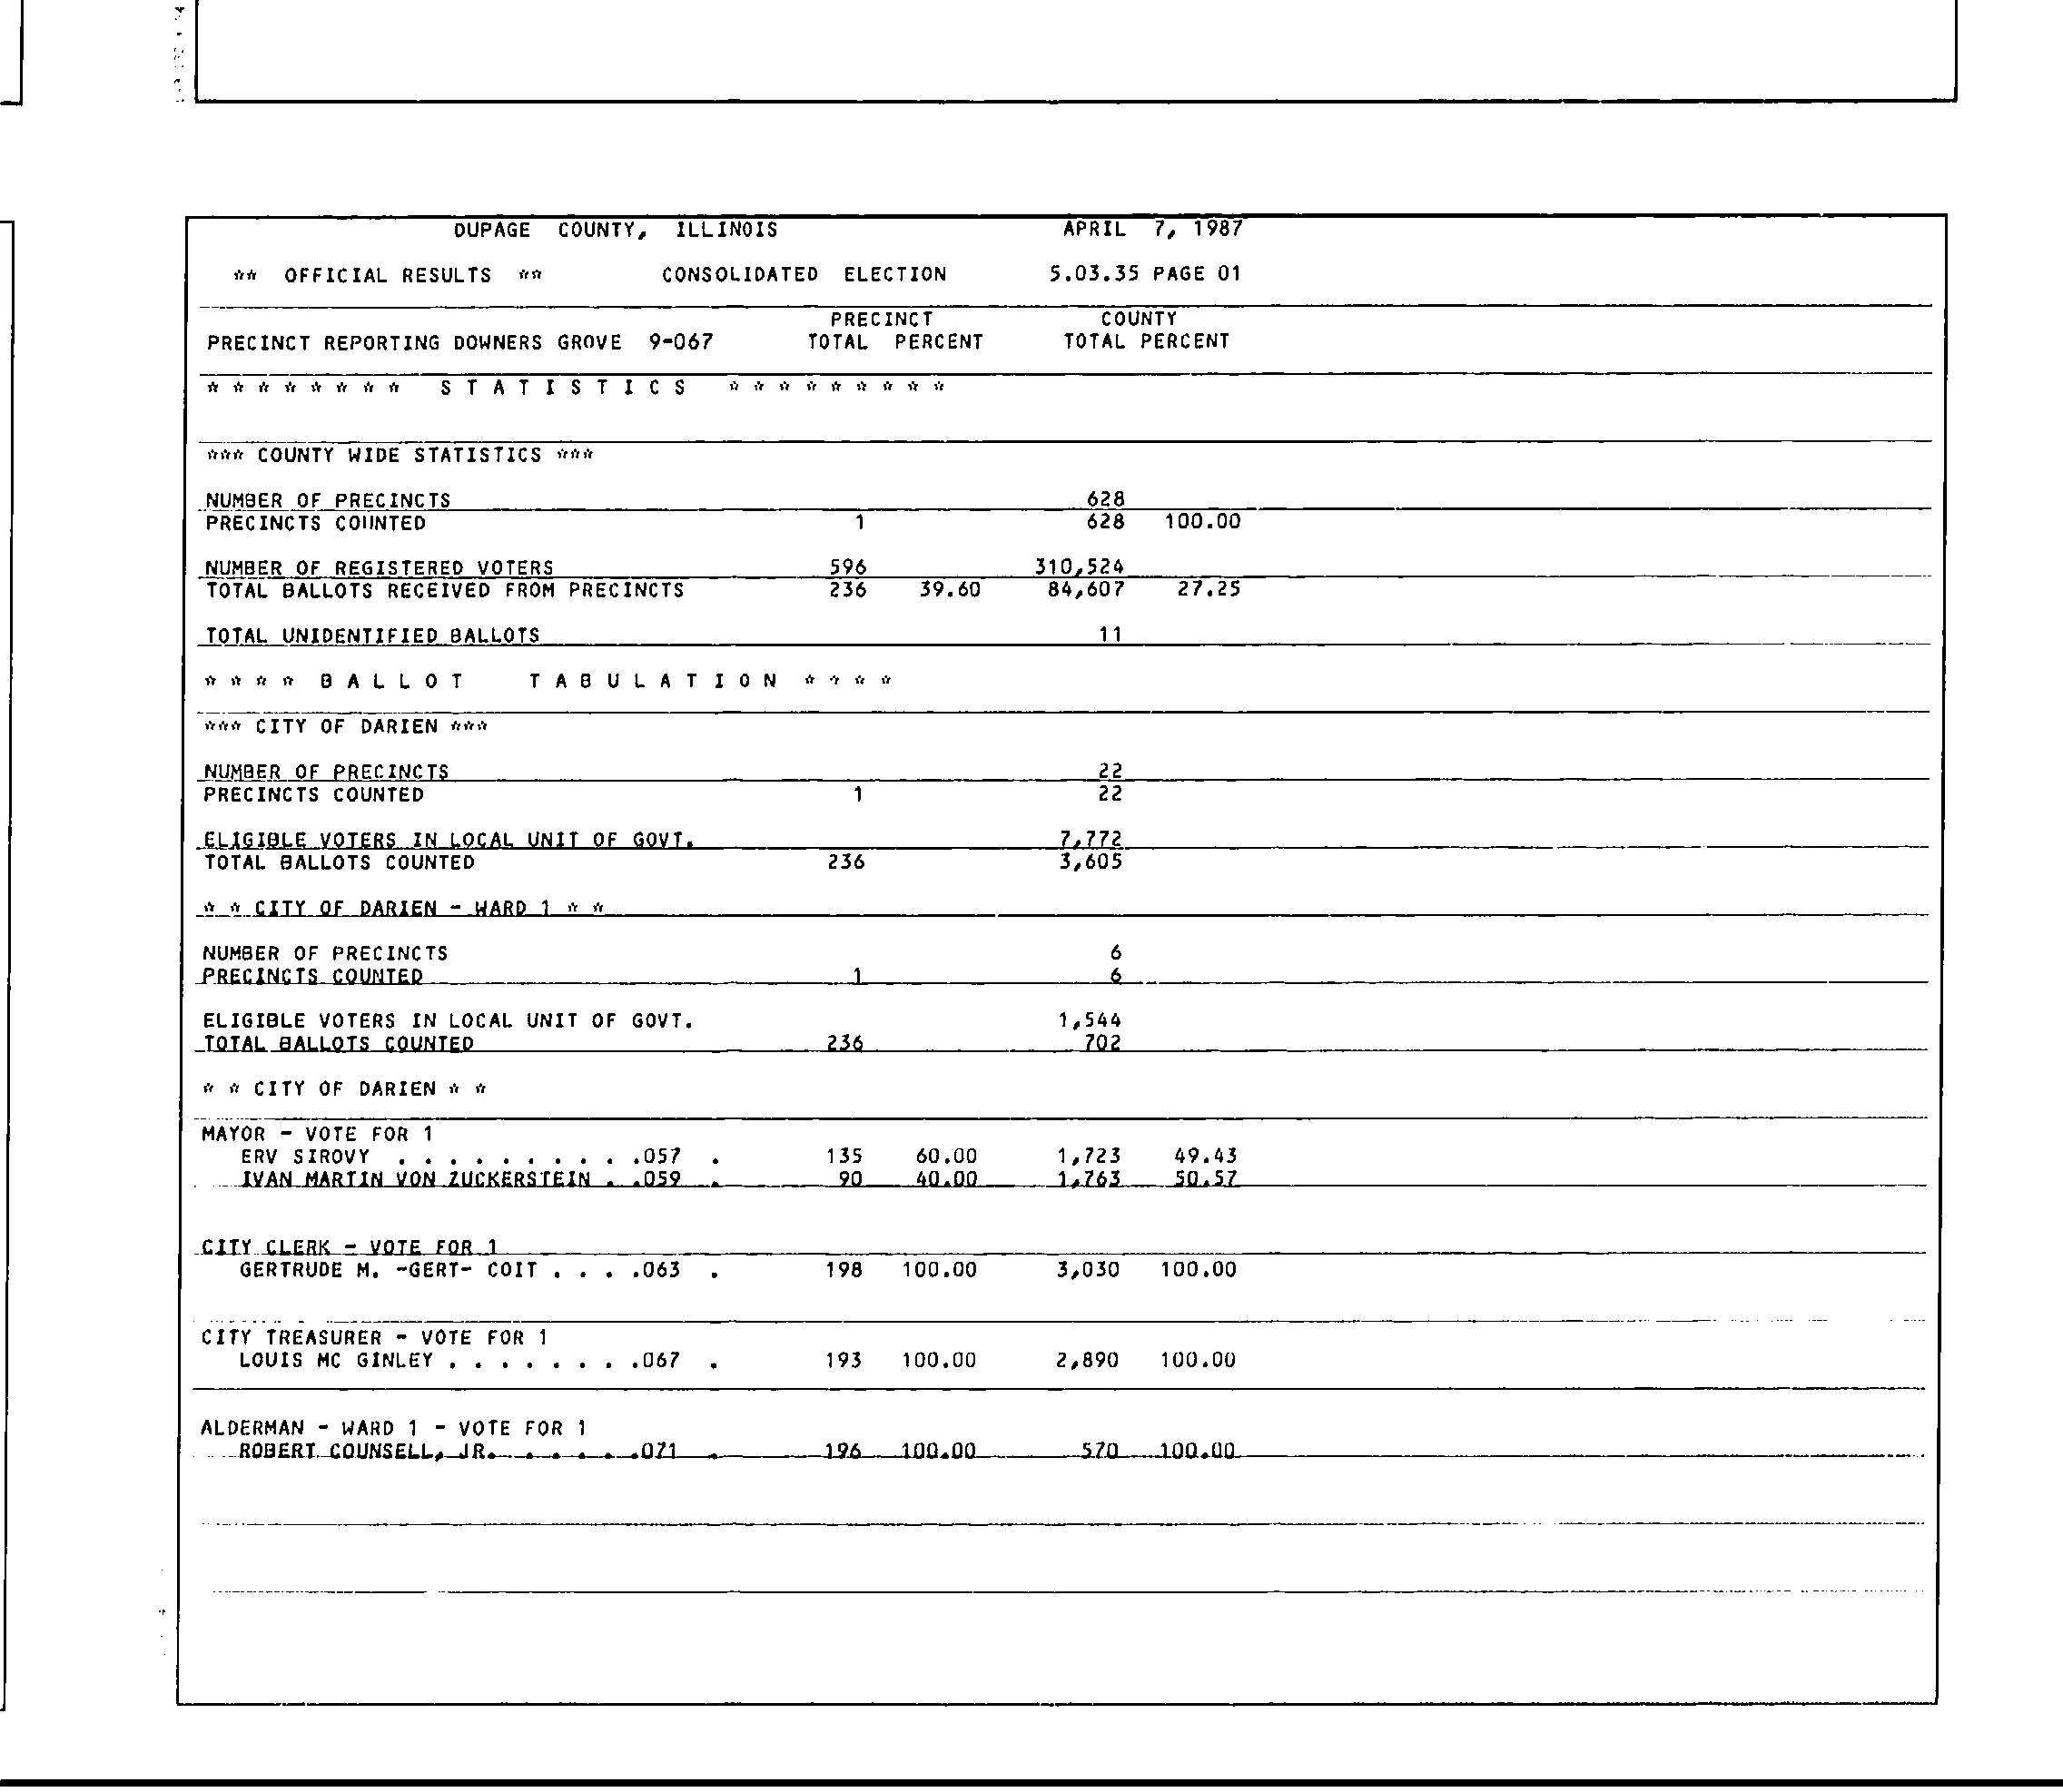 DUPAGE COUNTY, ILLINOIS APRIL 7, 1987
** OFFICIAL RESULTS ** CONSOLIDATED ELECTION 5.03.35 PAGE 01
PRECINCT COUNTY
PRECINCT REPORTING DOWNERS GROVE 9-067 TOTAL PERCENT TOTAL PERCENT
* * * * * * * * S T A T I S T I C S * * * * * * * * *
*** COUNTY WIDE STATISTICS ***
NUMBER OF PRECINCTS 628
PRECINCTS COUNTED 1 628 100.00
NUMBER OF REGISTERED VOTERS 596 310,524
TOTAL BALLOTS RECEIVED FROM PRECINCTS 236 39.60 84,607 27.25
TOTAL UNIDENTIFIED BALLOTS 11
* * * * B A L L O T T A B U L A T I O N * * * *
*** CITY OF DARIEN ***
NUMBER OF PRECINCTS 22
PRECINCTS COUNTED 1 22
ELIGIBLE VOTERS IN LOCAL UNIT OF GOVT. 7,772
TOTAL BALLOTS COUNTED 236 3,605
* * CITY OF DARIEN - WARD 1 * *
NUMBER OF PRECINCTS 6
PRECINCTS COUNTED 1 6
ELIGIBLE VOTERS IN LOCAL UNIT OF GOVT. 1,544
TOTAL BALLOTS COUNTED 236 702
* * CITY OF DARIEN * *
MAYOR - VOTE FOR 1
ERV SIROVY . . . . . . . . . .057 . 135 60.00 1,723 49.43
IVAN MARTIN VON ZUCKERSTEIN . .059 . 90 40.00 1,763 50.57
CITY CLERK - VOTE FOR 1
GERTRUDE M. -GERT- COIT . . . .063 . 198 100.00 3,030 100.00
CITY TREASURER - VOTE FOR 1
LOUIS MC GINLEY . . . . . . . .067 . 193 100.00 2,890 100.00
ALDERMAN - WARD 1 - VOTE FOR 1
ROBERT COUNSELL, JR. . . . . . .071 . 196 100.00 570 100.00